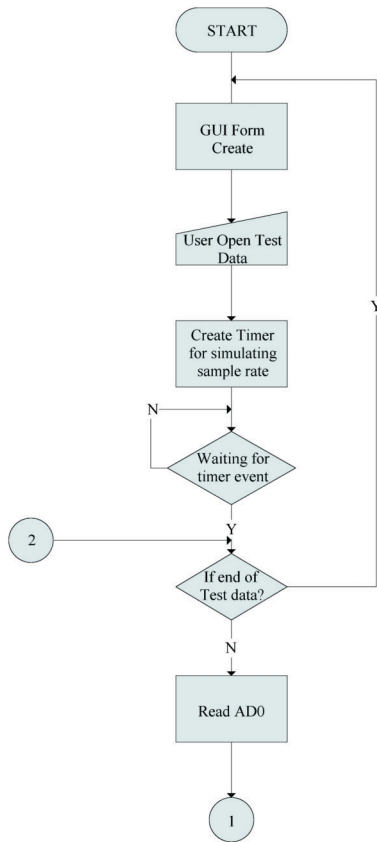 START
GUI Form
Create
User Open Test
Data
Create Timer
for simulating
sample rate
N
Waiting for
timer event
Y
2
If end of
Test data?
Y
N
Read AD0
1